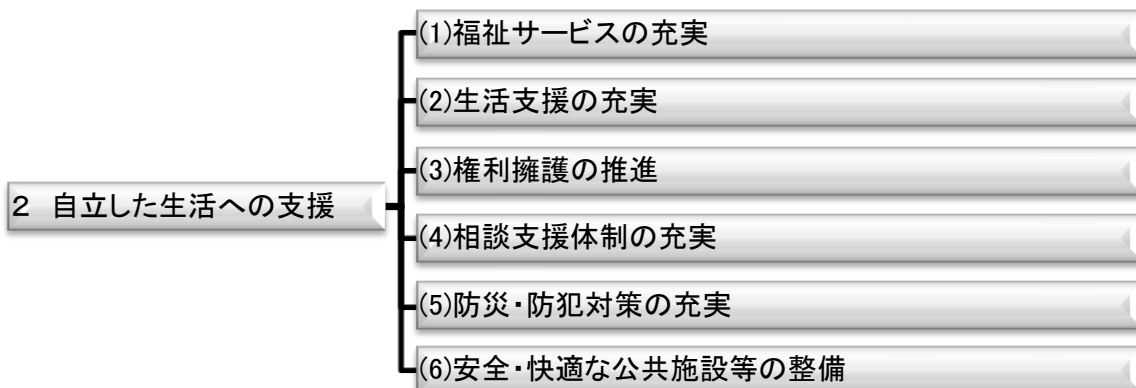 2 自立した生活への支援
(1)福祉サービスの充実
(2)生活支援の充実
(3)権利擁護の推進
(4)相談支援体制の充実
(5)防災・防犯対策の充実
(6)安全・快適な公共施設等の整備